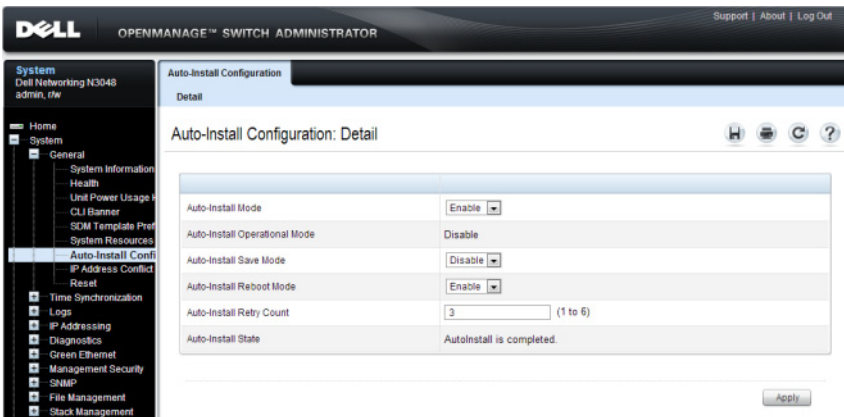 Support | About | Log Out
DELL
OPENMANAGE™ SWITCH ADMINISTRATOR
System
Dell Networking N3048
admin, r/w
Home
System
General
System Information
Health
Unit Power Usage H
CLI Banner
SDM Template Pref
System Resources
Auto-Install Confi
IP Address Conflict
Reset
Time Synchronization
Logs
IP Addressing
Diagnostics
Green Ethernet
Management Security
SNMP
File Management
Stack Management
Auto-Install Configuration
Detail
Auto-Install Configuration: Detail
Auto-Install Mode Enable
Auto-Install Operational Mode Disable
Auto-Install Save Mode Disable
Auto-Install Reboot Mode Enable
Auto-Install Retry Count 3 (1 to 6)
Auto-Install State AutoInstall is completed.
Apply